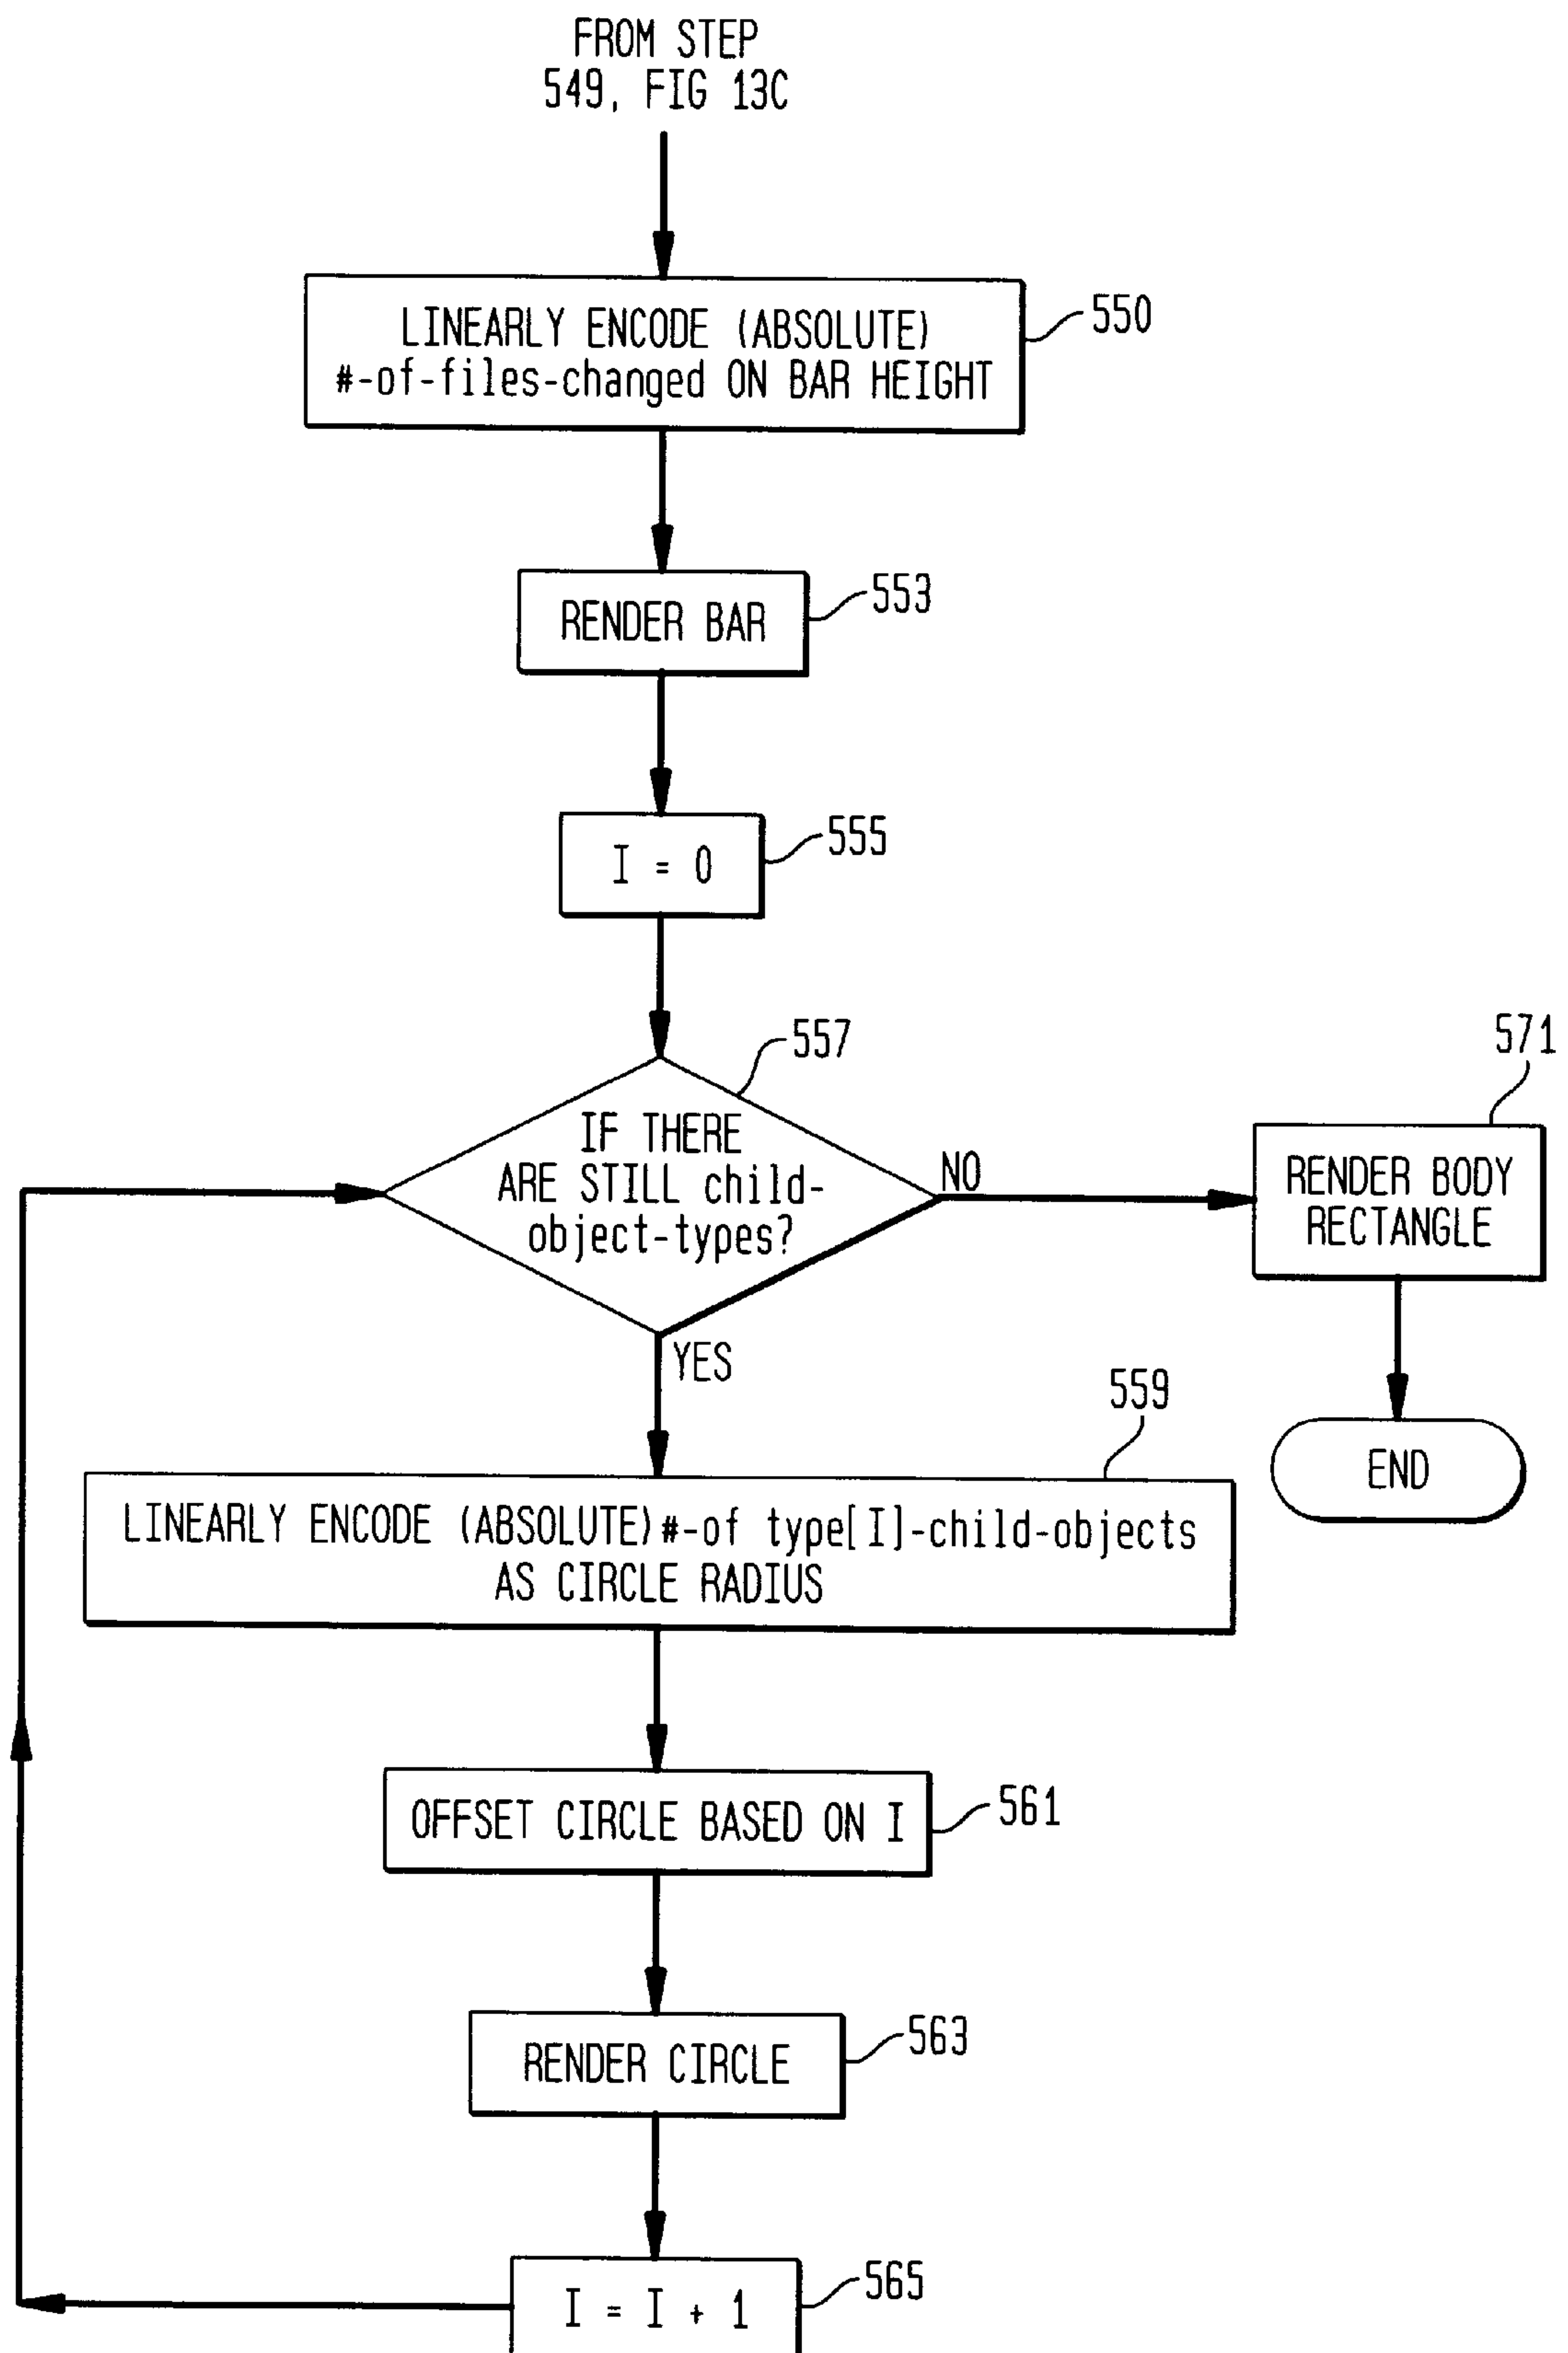 FROM STEP
549, FIG 13C
LINEARLY ENCODE (ABSOLUTE)
#-of-files-changed ON BAR HEIGHT
550
RENDER BAR
553
I = 0
555
557
IF THERE
ARE STILL child-
object-types?
NO
YES
571
RENDER BODY
RECTANGLE
END
559
LINEARLY ENCODE (ABSOLUTE)#-of type[I]-child-objects
AS CIRCLE RADIUS
OFFSET CIRCLE BASED ON I
561
RENDER CIRCLE
563
I = I + 1
565